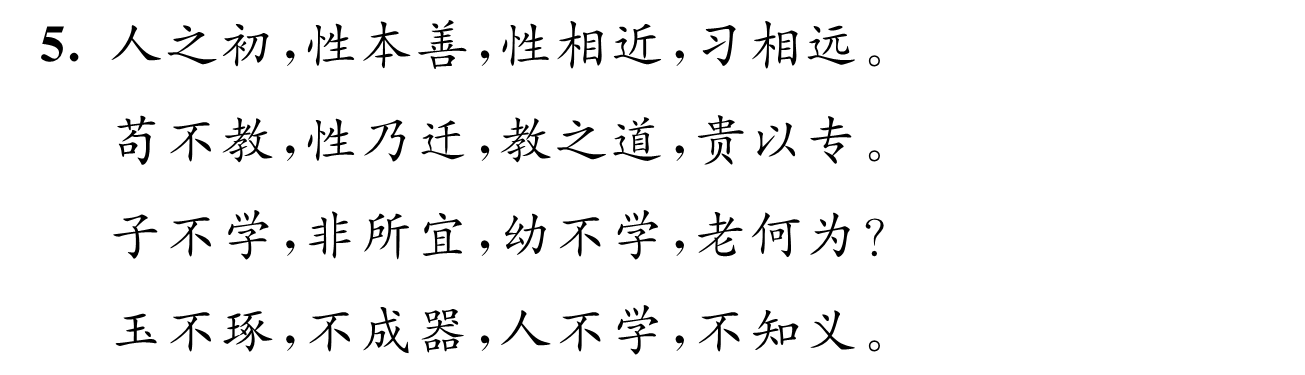 5. 人之初,性本善,性相近,习相远。
苟不教,性乃迁,教之道,贵以专。
子不学,非所宜,幼不学,老何为?
玉不琢,不成器,人不学,不知义。